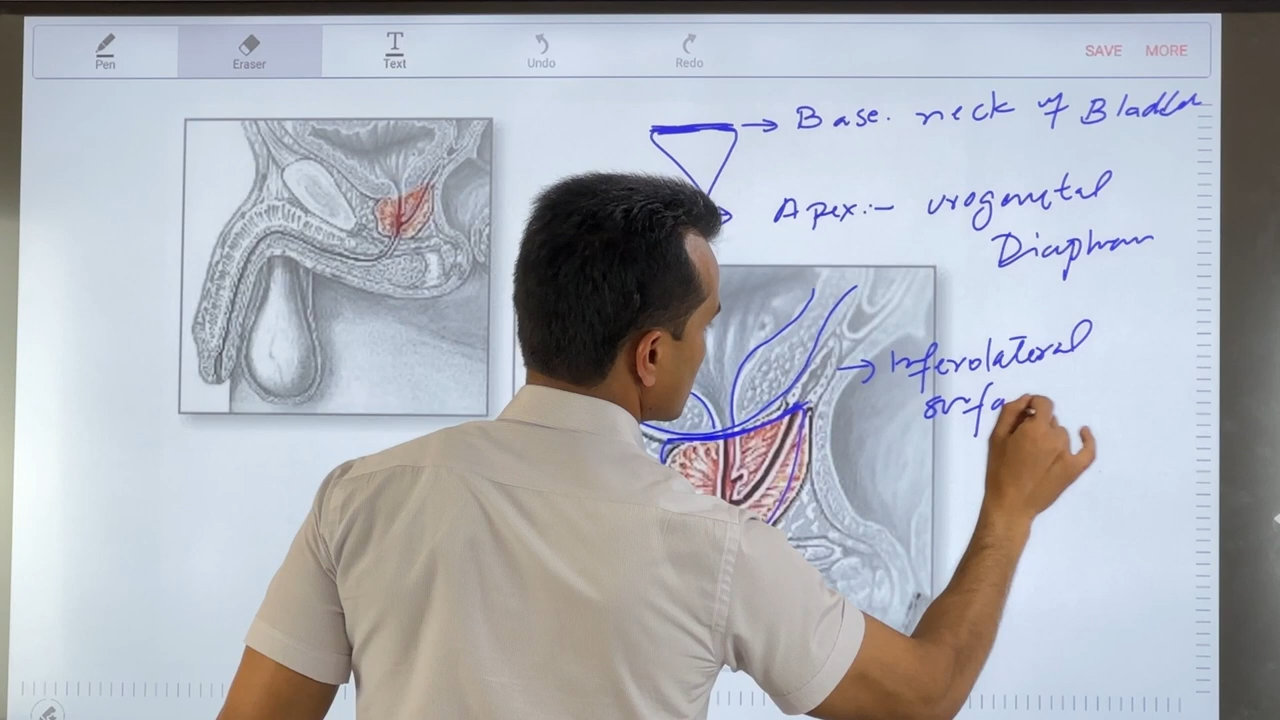 Pen Eraser Text Undo Redo SAVE MORE
→ Base. neck of Bladder
Apex:- urogenital
Diaphram
→ Inferolateral
surfa